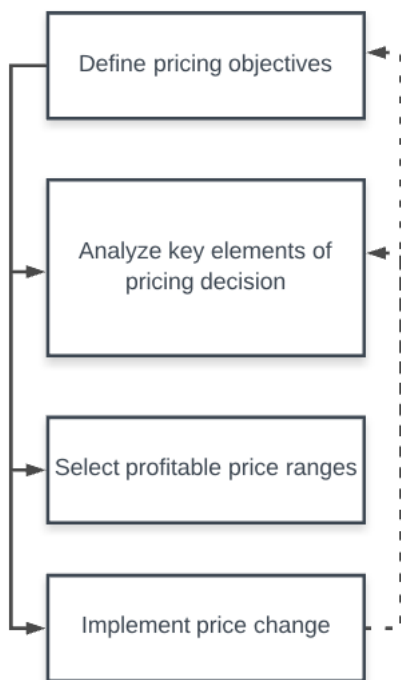 Define pricing objectives
Analyze key elements of
pricing decision
Select profitable price ranges
Implement price change